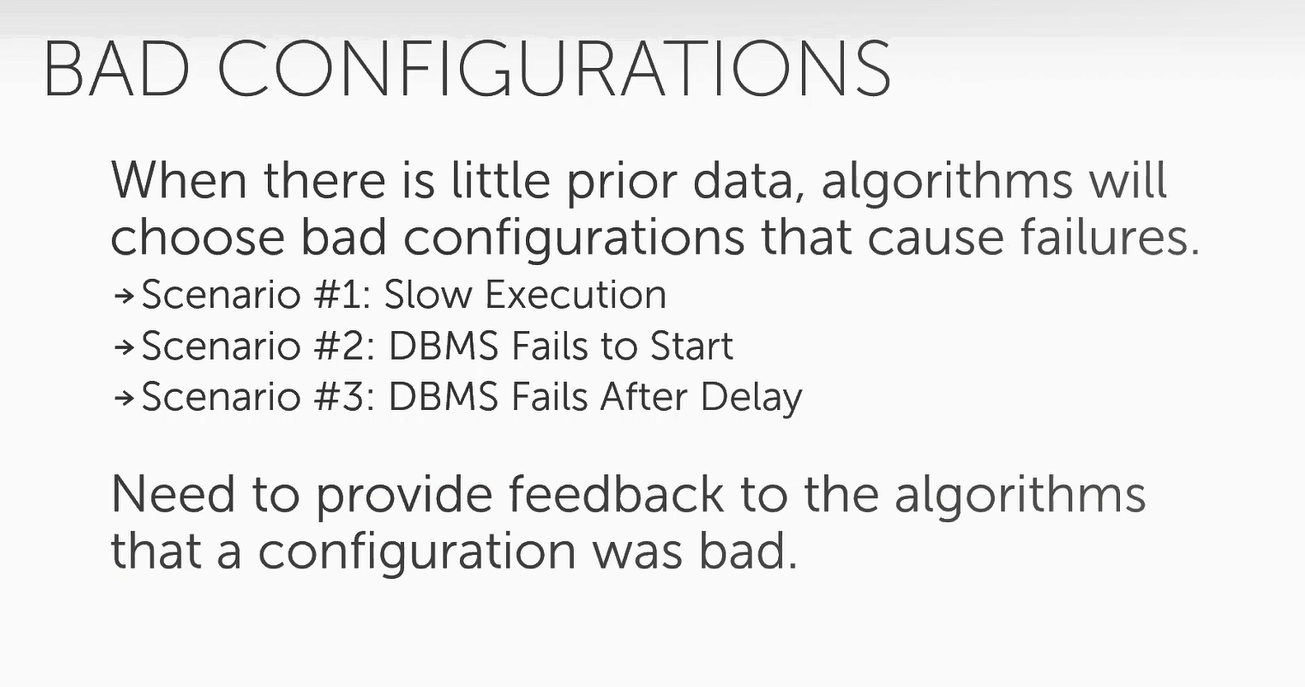 BAD CONFIGURATIONS
When there is little prior data, algorithms will
choose bad configurations that cause failures.
→Scenario #1: Slow Execution
→Scenario #2: DBMS Fails to Start
→Scenario #3: DBMS Fails After Delay
Need to provide feedback to the algorithms
that a configuration was bad.